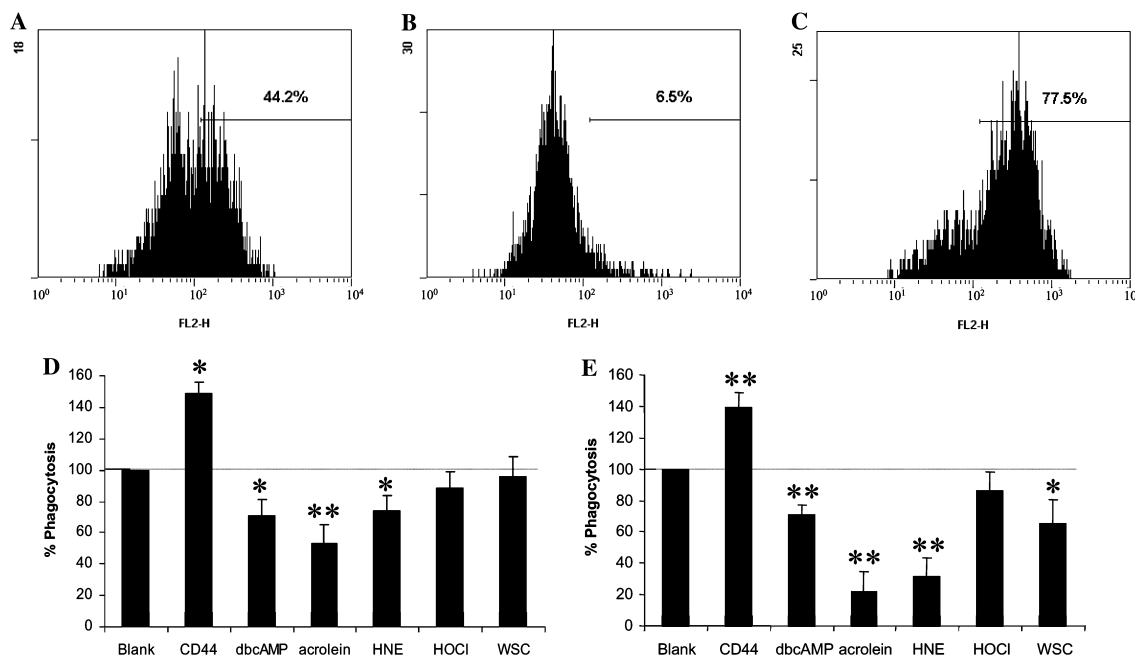 A
18
44.2%
10^0 10^1 10^2 10^3 10^4
FL2-H
B
30
6.5%
10^0 10^1 10^2 10^3 10^4
FL2-H
C
25
77.5%
10^0 10^1 10^2 10^3 10
FL2-H
D
% Phagocytosis
160
140
120
100
80
60
40
20
0
*
*
**
*
Blank CD44 dbcAMP acrolein HNE HOCl WSC
E
% Phagocytosis
160
140
120
100
80
60
40
20
0
**
**
**
**
*
Blank CD44 dbcAMP acrolein HNE HOCl WSC